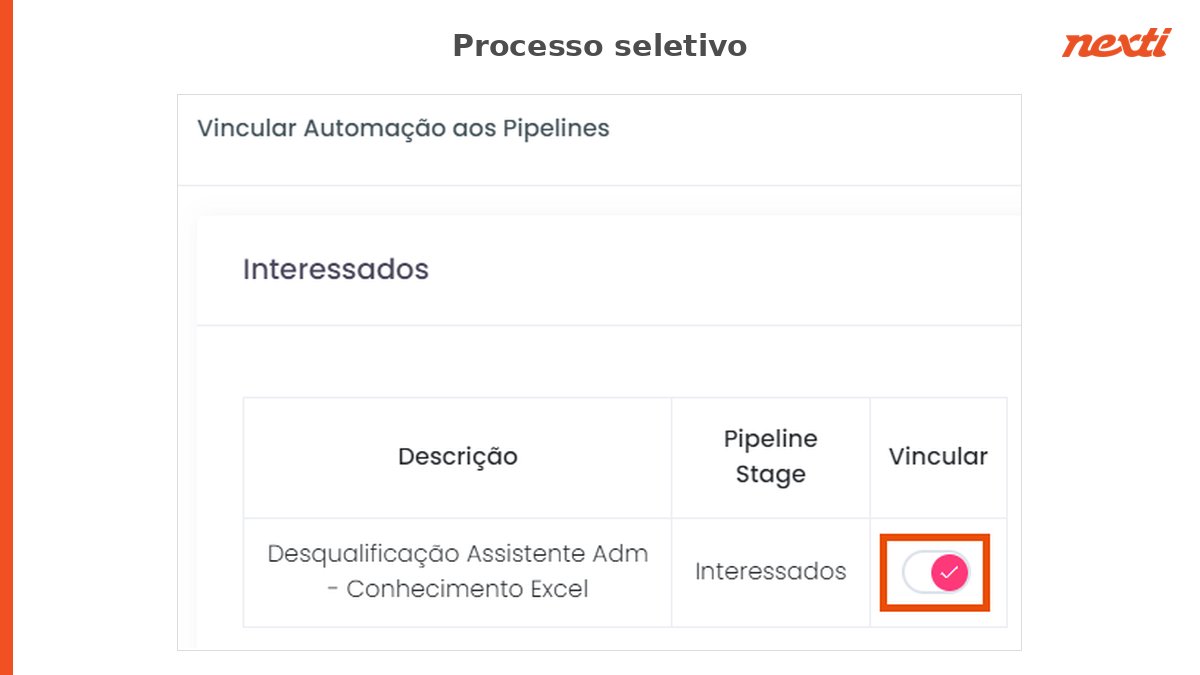 Processo seletivo
nexti
Vincular Automação aos Pipelines
Interessados
Descrição
Pipeline
Stage
Vincular
Desqualificação Assistente Adm
- Conhecimento Excel
Interessados